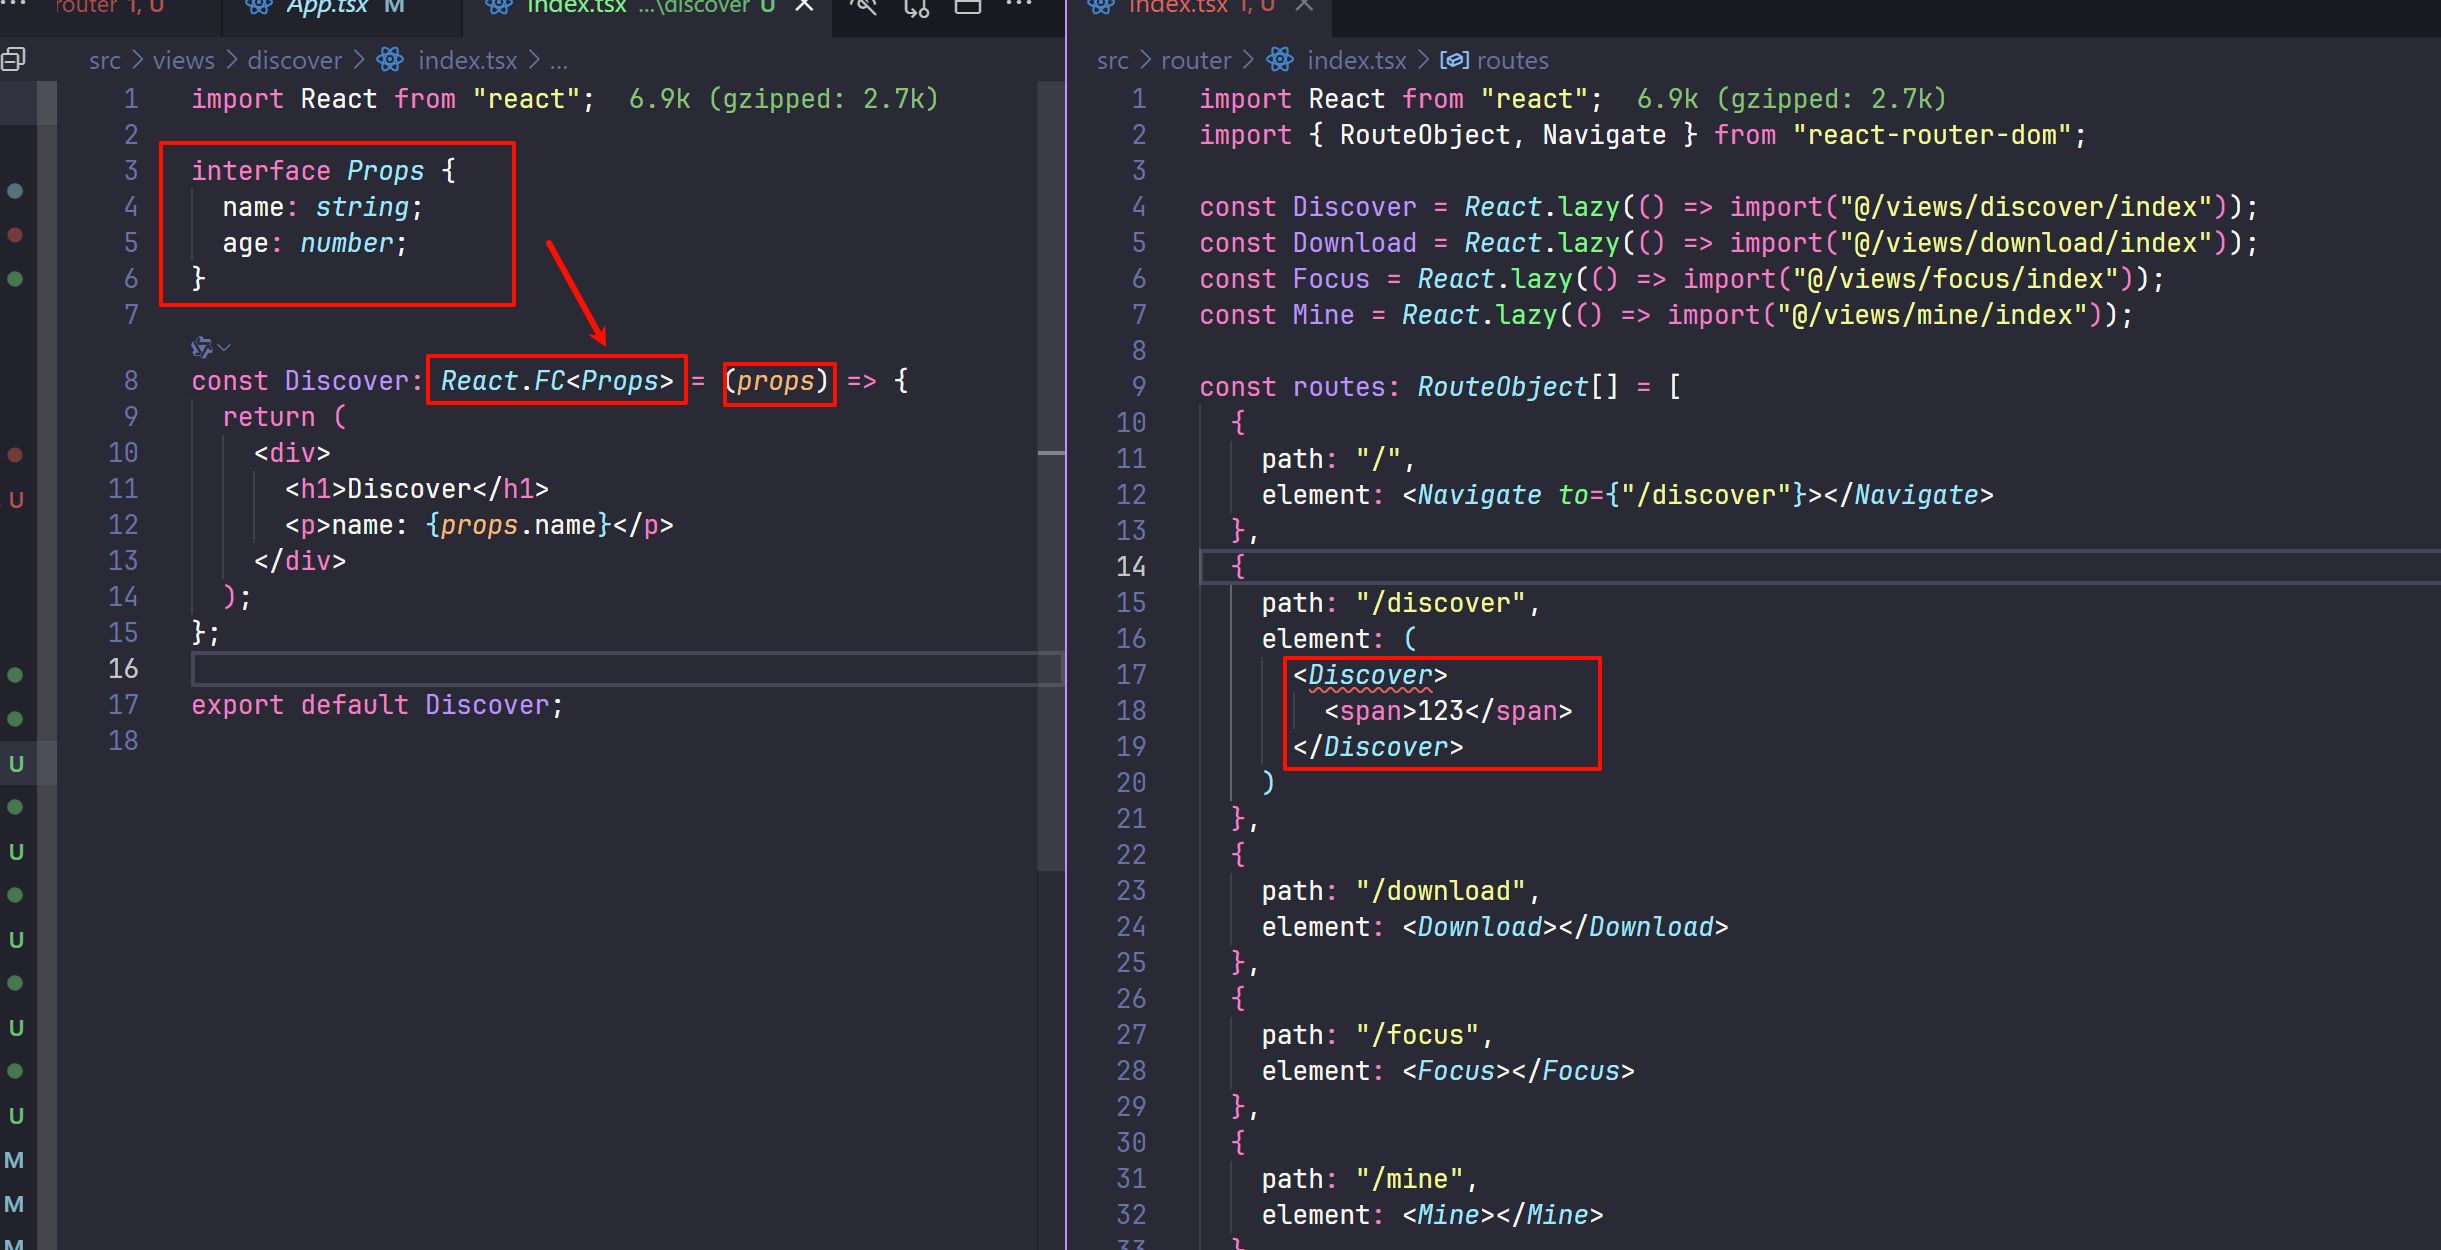 router 1, U
App.tsx M
index.tsx ...\discover U
src > views > discover > index.tsx > ...
1 import React from "react"; 6.9k (gzipped: 2.7k)
2
3 interface Props {
4 name: string;
5 age: number;
6 }
7
8 const Discover: React.FC<Props> = (props) => {
9 return (
10 <div>
11 <h1>Discover</h1>
12 <p>name: {props.name}</p>
13 </div>
14 );
15 };
16
17 export default Discover;
18
U
U
U
U
U
U
M
M
M
index.tsx 1, U
src > router > index.tsx > routes
1 import React from "react"; 6.9k (gzipped: 2.7k)
2 import { RouteObject, Navigate } from "react-router-dom";
3
4 const Discover = React.lazy(() => import("@/views/discover/index"));
5 const Download = React.lazy(() => import("@/views/download/index"));
6 const Focus = React.lazy(() => import("@/views/focus/index"));
7 const Mine = React.lazy(() => import("@/views/mine/index"));
8
9 const routes: RouteObject[] = [
10 {
11 path: "/",
12 element: <Navigate to={"/discover"}></Navigate>
13 },
14 {
15 path: "/discover",
16 element: (
17 <Discover>
18 <span>123</span>
19 </Discover>
20 )
21 },
22 {
23 path: "/download",
24 element: <Download></Download>
25 },
26 {
27 path: "/focus",
28 element: <Focus></Focus>
29 },
30 {
31 path: "/mine",
32 element: <Mine></Mine>
33 }